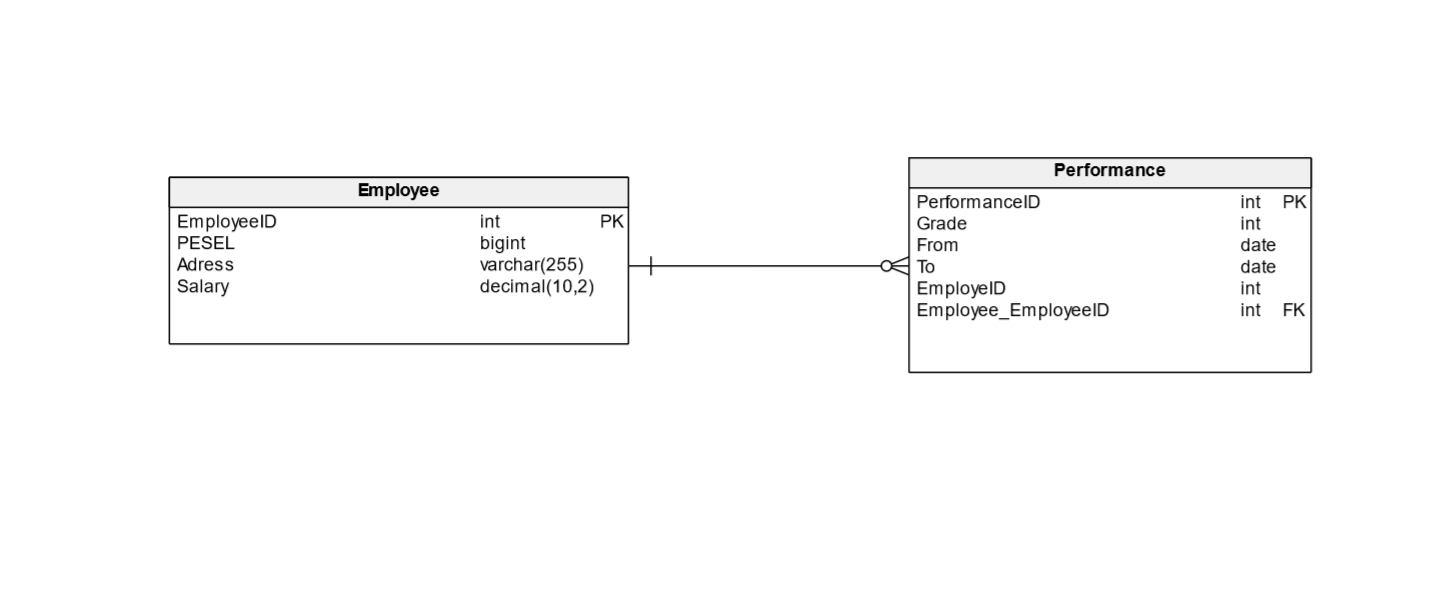 Employee
EmployeeID int PK
PESEL bigint
Adress varchar(255)
Salary decimal(10,2)
Performance
PerformanceID int PK
Grade int
From date
To date
EmployeID int
Employee_EmployeeID int FK